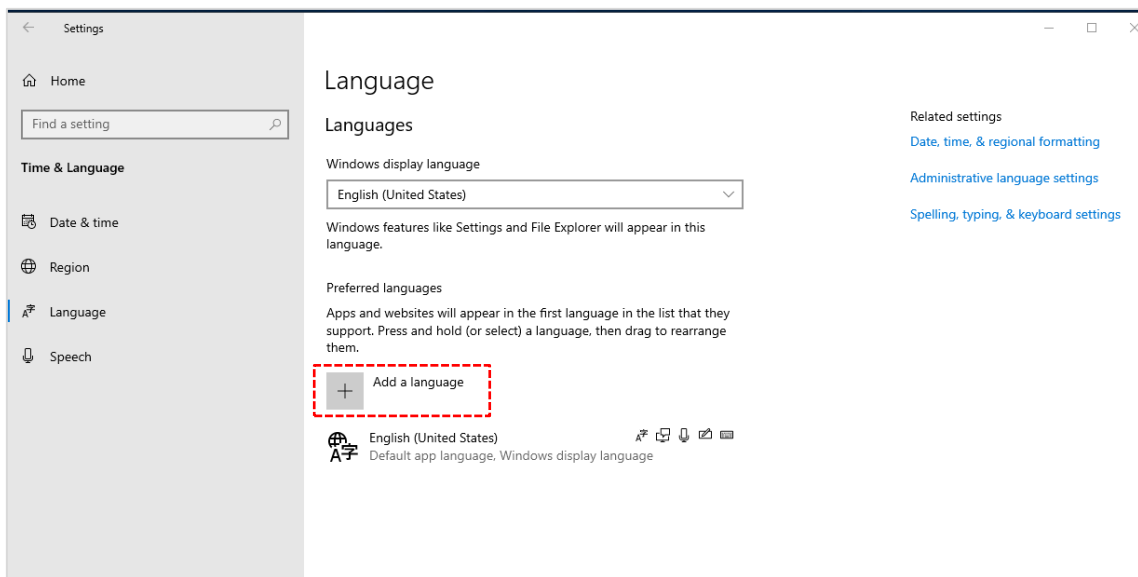 Settings
Home
Find a setting
Time & Language
Date & time
Region
Language
Speech
Language
Languages
Windows display language
English (United States)
Windows features like Settings and File Explorer will appear in this
language.
Preferred languages
Apps and websites will appear in the first language in the list that they
support. Press and hold (or select) a language, then drag to rearrange
them.
Add a language
English (United States)
Default app language, Windows display language
Related settings
Date, time, & regional formatting
Administrative language settings
Spelling, typing, & keyboard settings